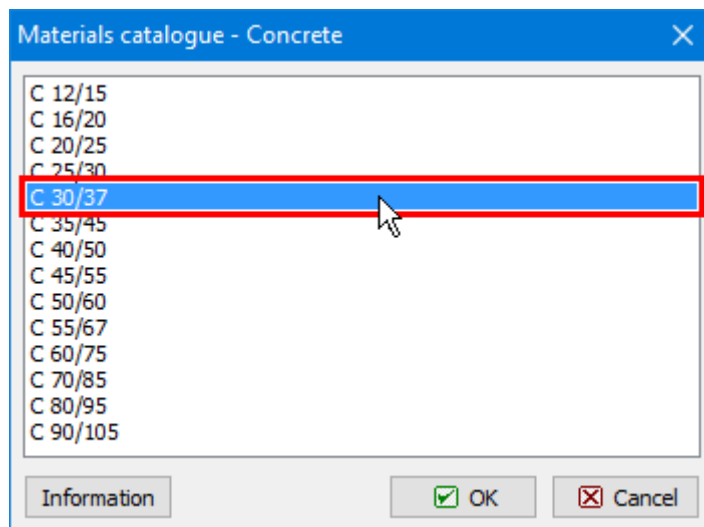 Materials catalogue - Concrete
C 12/15
C 16/20
C 20/25
C 25/30
C 30/37
C 35/45
C 40/50
C 45/55
C 50/60
C 55/67
C 60/75
C 70/85
C 80/95
C 90/105
Information OK Cancel